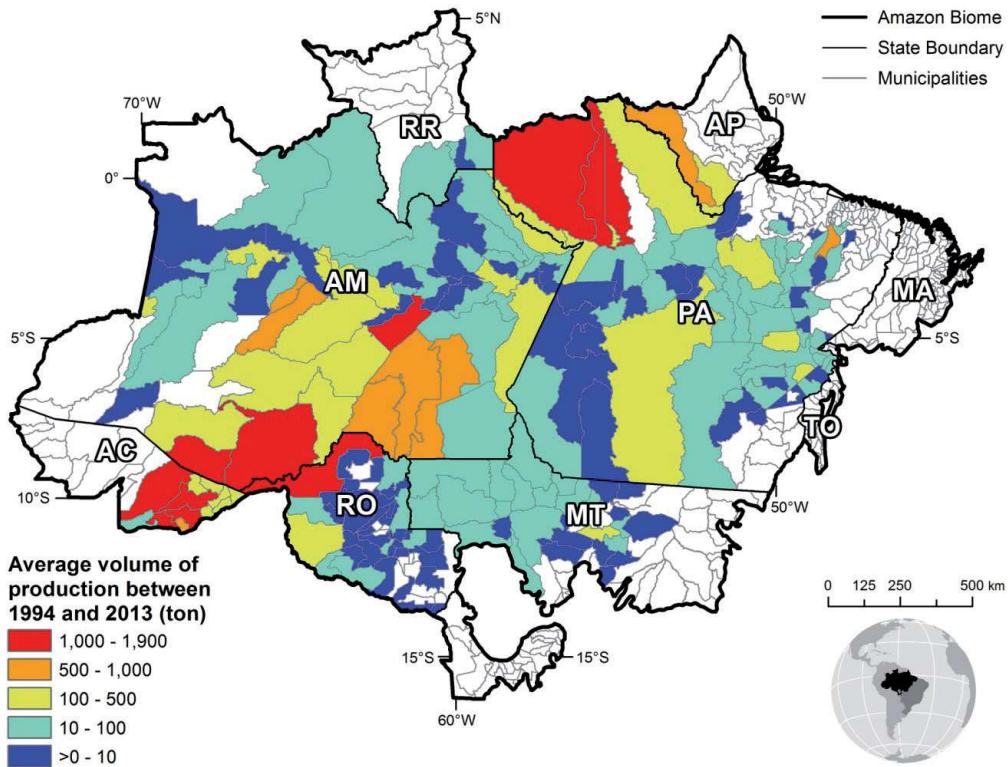 5°N
Amazon Biome
State Boundary
Municipalities
70°W
50°W
RR
AP
0°
AM
PA
MA
5°S
5°S
AC
TO
10°S
RO
MT
50°W
Average volume of
production between
1994 and 2013 (ton)
1,000 - 1,900
500 - 1,000
100 - 500
10 - 100
>0 - 10
15°S
15°S
60°W
0 125 250 500 km